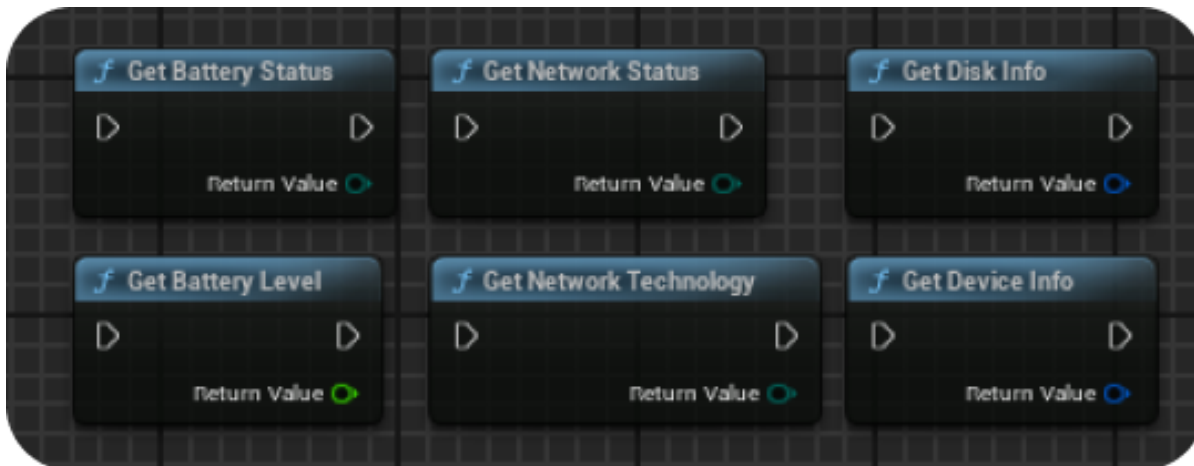 f Get Battery Status
Return Value
f Get Network Status
Return Value
f Get Disk Info
Return Value
f Get Battery Level
Return Value
f Get Network Technology
Return Value
f Get Device Info
Return Value